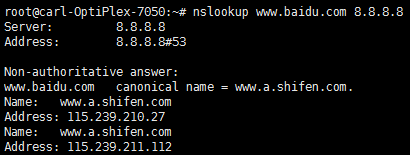 root@carl-OptiPlex-7050:~# nslookup www.baidu.com 8.8.8.8
Server:         8.8.8.8
Address:        8.8.8.8#53

Non-authoritative answer:
www.baidu.com   canonical name = www.a.shifen.com.
Name:   www.a.shifen.com
Address: 115.239.210.27
Name:   www.a.shifen.com
Address: 115.239.211.112